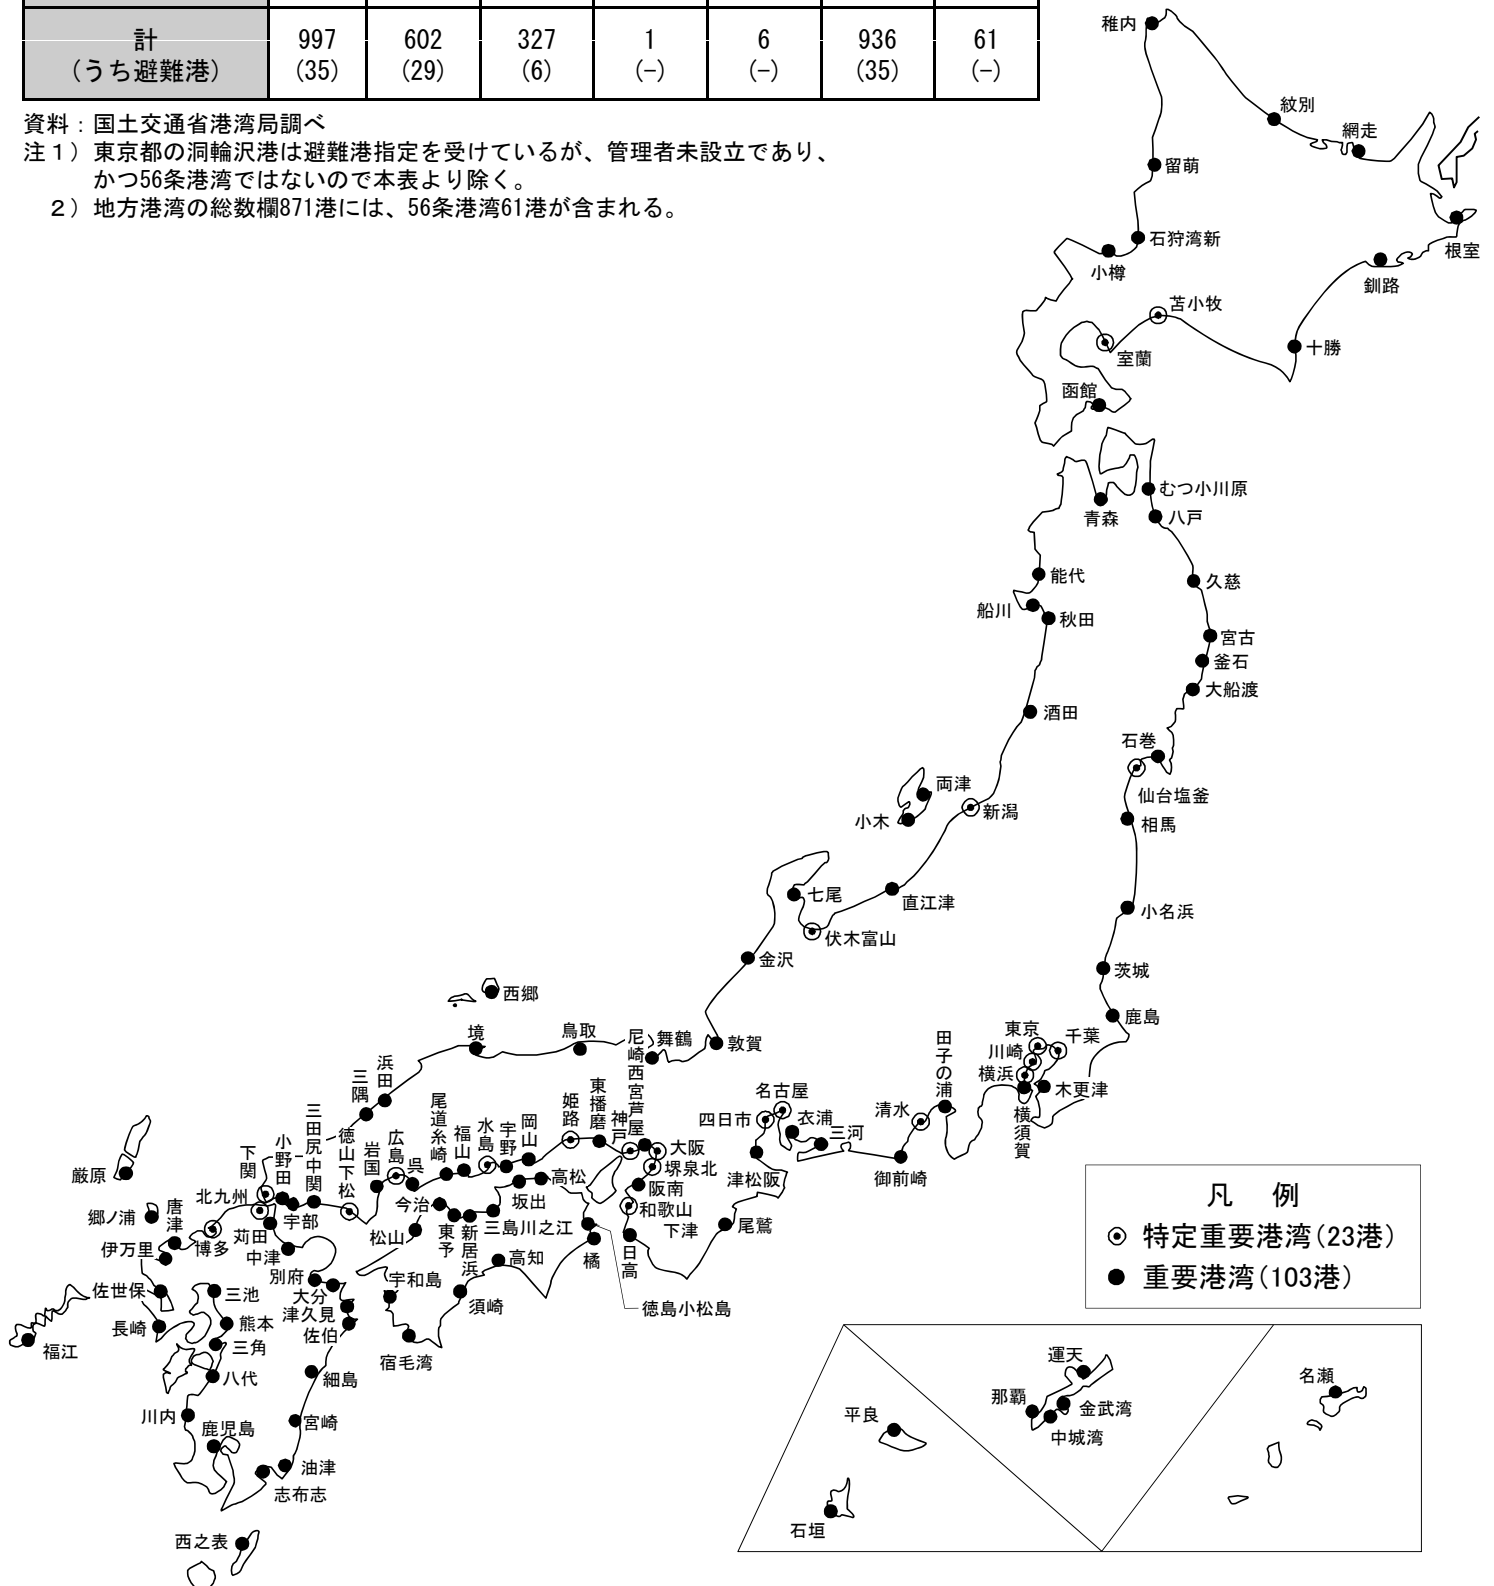 計 997 602 327 1 6 936 61
（うち避難港） (35) (29) (6) (-) (-) (35) (-)
資料：国土交通省港湾局調べ
注１）東京都の洞輪沢港は避難港指定を受けているが、管理者未設立であり、
かつ56条港湾ではないので本表より除く。
２）地方港湾の総数欄871港には、56条港湾61港が含まれる。
稚内
紋別
網走
留萌
石狩湾新
小樽
根室
釧路
苫小牧
室蘭
十勝
函館
むつ小川原
青森
八戸
能代
久慈
船川
秋田
宮古
釜石
大船渡
酒田
石巻
両津
仙台塩釜
新潟
小木
相馬
七尾
直江津
小名浜
伏木富山
金沢
茨城
西郷
鹿島
境
鳥取
尼崎西宮芦屋
舞鶴
敦賀
田子の浦
東京
千葉
川崎
横浜
木更津
横須賀
浜田
三隅
三田尻中関
小野田
下関
徳山下松
岩国
広島
呉
尾道糸崎
福山
水島
宇野
岡山
姫路
東播磨
神戸
大阪
堺泉北
阪南
和歌山
下津
日高
名古屋
四日市
衣浦
三河
清水
御前崎
津松阪
尾鷲
厳原
郷ノ浦
唐津
北九州
博多
苅田
宇部
中津
伊万里
今治
松山
東予
新居浜
三島川之江
坂出
高松
高知
橘
徳島小松島
別府
宇和島
須崎
大分
津久見
佐伯
宿毛湾
佐世保
三池
長崎
熊本
三角
福江
八代
細島
川内
鹿児島
宮崎
油津
志布志
西之表
凡 例
特定重要港湾(23港)
重要港湾(103港)
運天
那覇
金武湾
中城湾
名瀬
平良
石垣